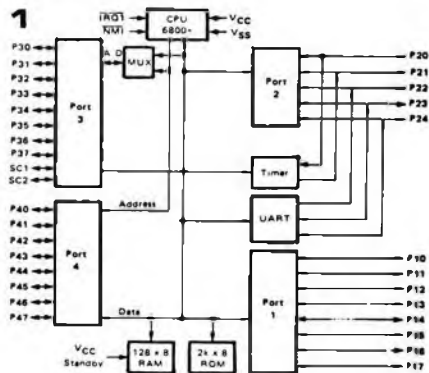 1
IRQ1
NMI
CPU
6800+
VCC
VSS
A D
MUX
P30
P31
P32
P33
P34
P35
P36
P37
SC1
SC2
Port
3
Port
2
P20
P21
P22
P23
P24
Timer
UART
Address
P40
P41
P42
P43
P44
P45
P46
P47
Port
4
Port
1
P10
P11
P12
P13
P14
P15
P16
P17
Data
VCC
Standby
128 x 8
RAM
2k x 8
ROM